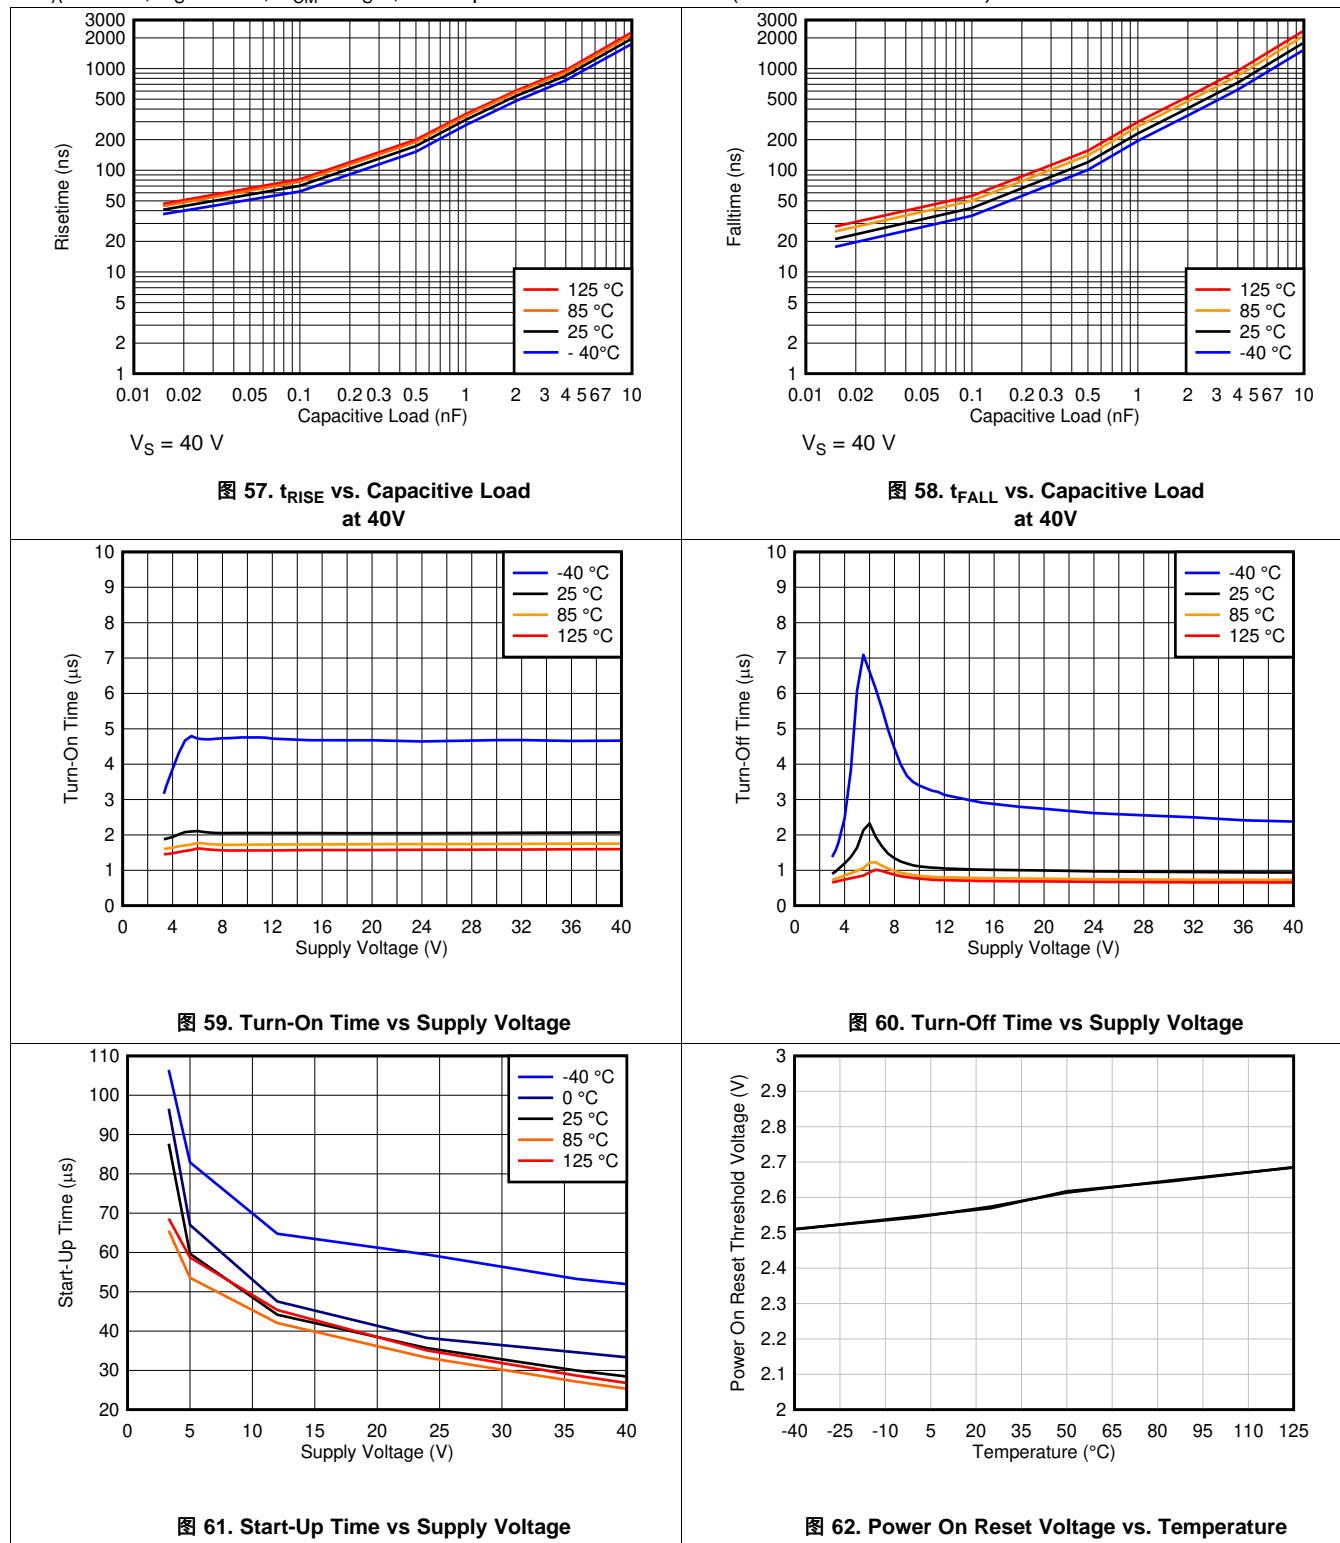 3000
2000
1000
500
200
100
50
20
10
5
2
1
Risetime (ns)
125 °C
85 °C
25 °C
- 40°C
0.01 0.02 0.05 0.1 0.2 0.3 0.5 1 2 3 4 5 6 7 10
Capacitive Load (nF)
VS = 40 V
图 57. tRISE vs. Capacitive Load
at 40V
3000
2000
1000
500
200
100
50
20
10
5
2
1
Falltime (ns)
125 °C
85 °C
25 °C
-40 °C
0.01 0.02 0.05 0.1 0.2 0.3 0.5 1 2 3 4 5 6 7 10
Capacitive Load (nF)
VS = 40 V
图 58. tFALL vs. Capacitive Load
at 40V
10
9
8
7
6
5
4
3
2
1
0
Turn-On Time (µs)
-40 °C
25 °C
85 °C
125 °C
0 4 8 12 16 20 24 28 32 36 40
Supply Voltage (V)
图 59. Turn-On Time vs Supply Voltage
10
9
8
7
6
5
4
3
2
1
0
Turn-Off Time (µs)
-40 °C
25 °C
85 °C
125 °C
0 4 8 12 16 20 24 28 32 36 40
Supply Voltage (V)
图 60. Turn-Off Time vs Supply Voltage
110
100
90
80
70
60
50
40
30
20
Start-Up Time (µs)
-40 °C
0 °C
25 °C
85 °C
125 °C
0 5 10 15 20 25 30 35 40
Supply Voltage (V)
图 61. Start-Up Time vs Supply Voltage
3
2.9
2.8
2.7
2.6
2.5
2.4
2.3
2.2
2.1
2
Power On Reset Threshold Voltage (V)
-40 -25 -10 5 20 35 50 65 80 95 110 125
Temperature (°C)
图 62. Power On Reset Voltage vs. Temperature